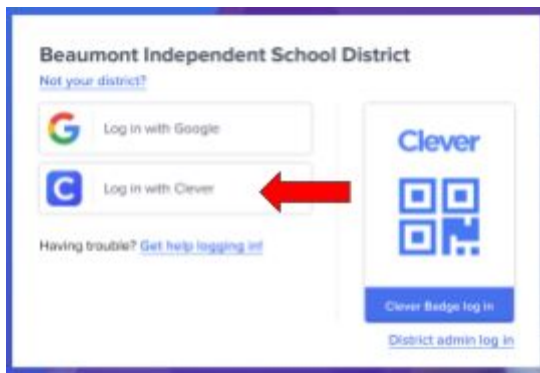 Beaumont Independent School District
Not your district?
Log in with Google
Log in with Clever
Having trouble? Get help logging in!
Clever
Clever Badge log in
District admin log in